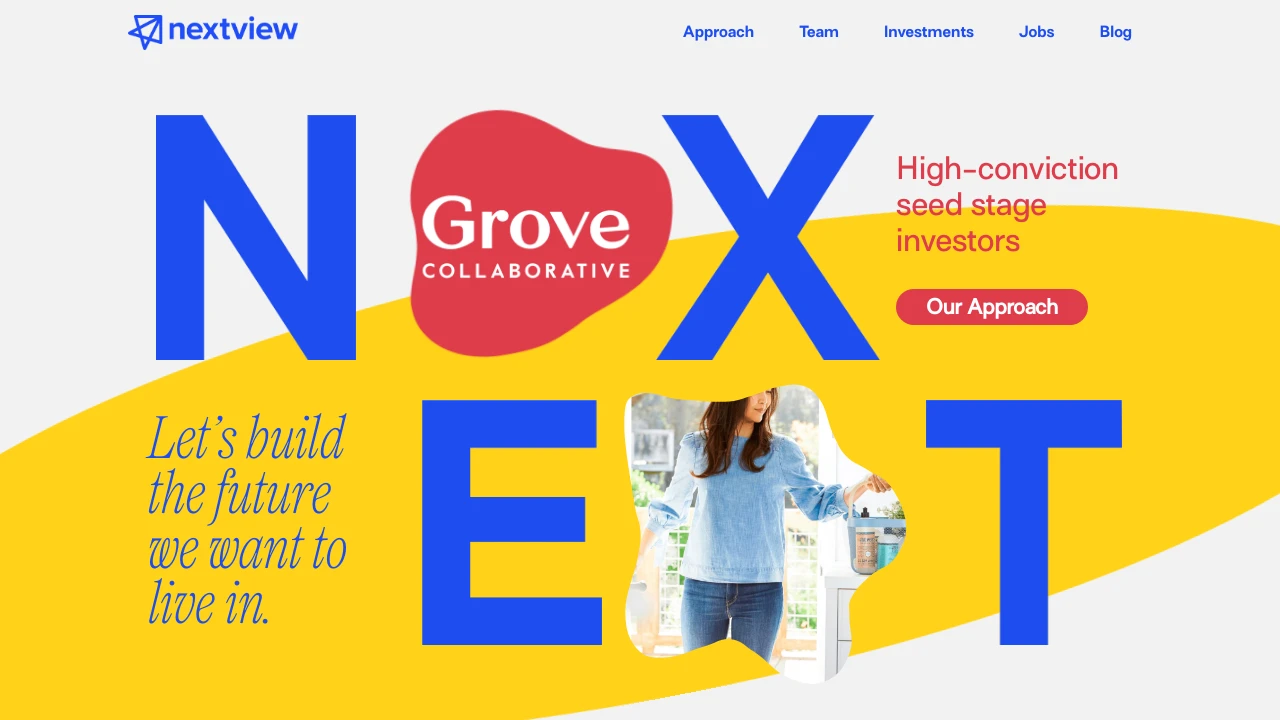 nextview
Approach
Team
Investments
Jobs
Blog
N X
Grove
COLLABORATIVE
High-conviction
seed stage
investors
Our Approach
Let's build
the future
we want to
live in.
E T